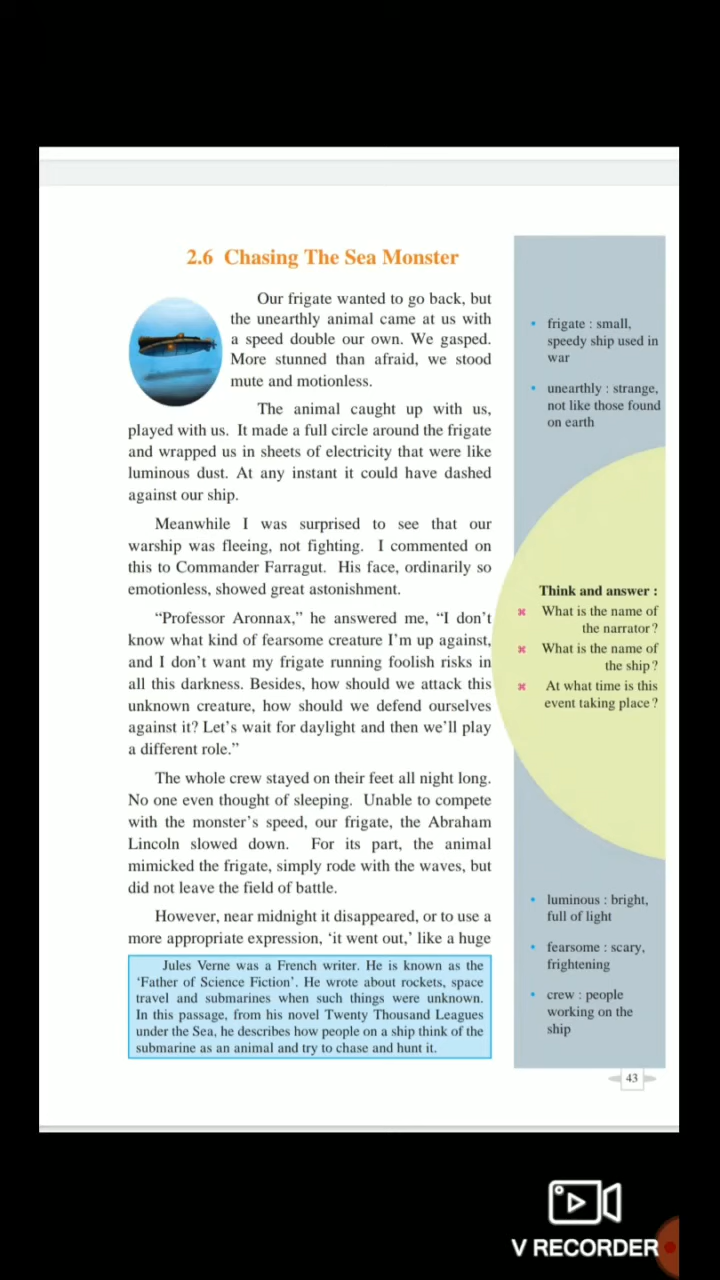 2.6 Chasing The Sea Monster
Our frigate wanted to go back, but
the unearthly animal came at us with
a speed double our own. We gasped.
More stunned than afraid, we stood
mute and motionless.
The animal caught up with us,
played with us. It made a full circle around the frigate
and wrapped us in sheets of electricity that were like
luminous dust. At any instant it could have dashed
against our ship.
Meanwhile I was surprised to see that our
warship was fleeing, not fighting. I commented on
this to Commander Farragut. His face, ordinarily so
emotionless, showed great astonishment.
“Professor Aronnax,” he answered me, “I don’t
know what kind of fearsome creature I’m up against,
and I don’t want my frigate running foolish risks in
all this darkness. Besides, how should we attack this
unknown creature, how should we defend ourselves
against it? Let’s wait for daylight and then we’ll play
a different role.”
The whole crew stayed on their feet all night long.
No one even thought of sleeping. Unable to compete
with the monster’s speed, our frigate, the Abraham
Lincoln slowed down. For its part, the animal
mimicked the frigate, simply rode with the waves, but
did not leave the field of battle.
However, near midnight it disappeared, or to use a
more appropriate expression, ‘it went out,’ like a huge
Jules Verne was a French writer. He is known as the
‘Father of Science Fiction’. He wrote about rockets, space
travel and submarines when such things were unknown.
In this passage, from his novel Twenty Thousand Leagues
under the Sea, he describes how people on a ship think of the
submarine as an animal and try to chase and hunt it.
• frigate : small,
speedy ship used in
war
• unearthly : strange,
not like those found
on earth
Think and answer :
⌘ What is the name of
the narrator ?
⌘ What is the name of
the ship ?
⌘ At what time is this
event taking place ?
• luminous : bright,
full of light
• fearsome : scary,
frightening
• crew : people
working on the
ship
43
V RECORDER